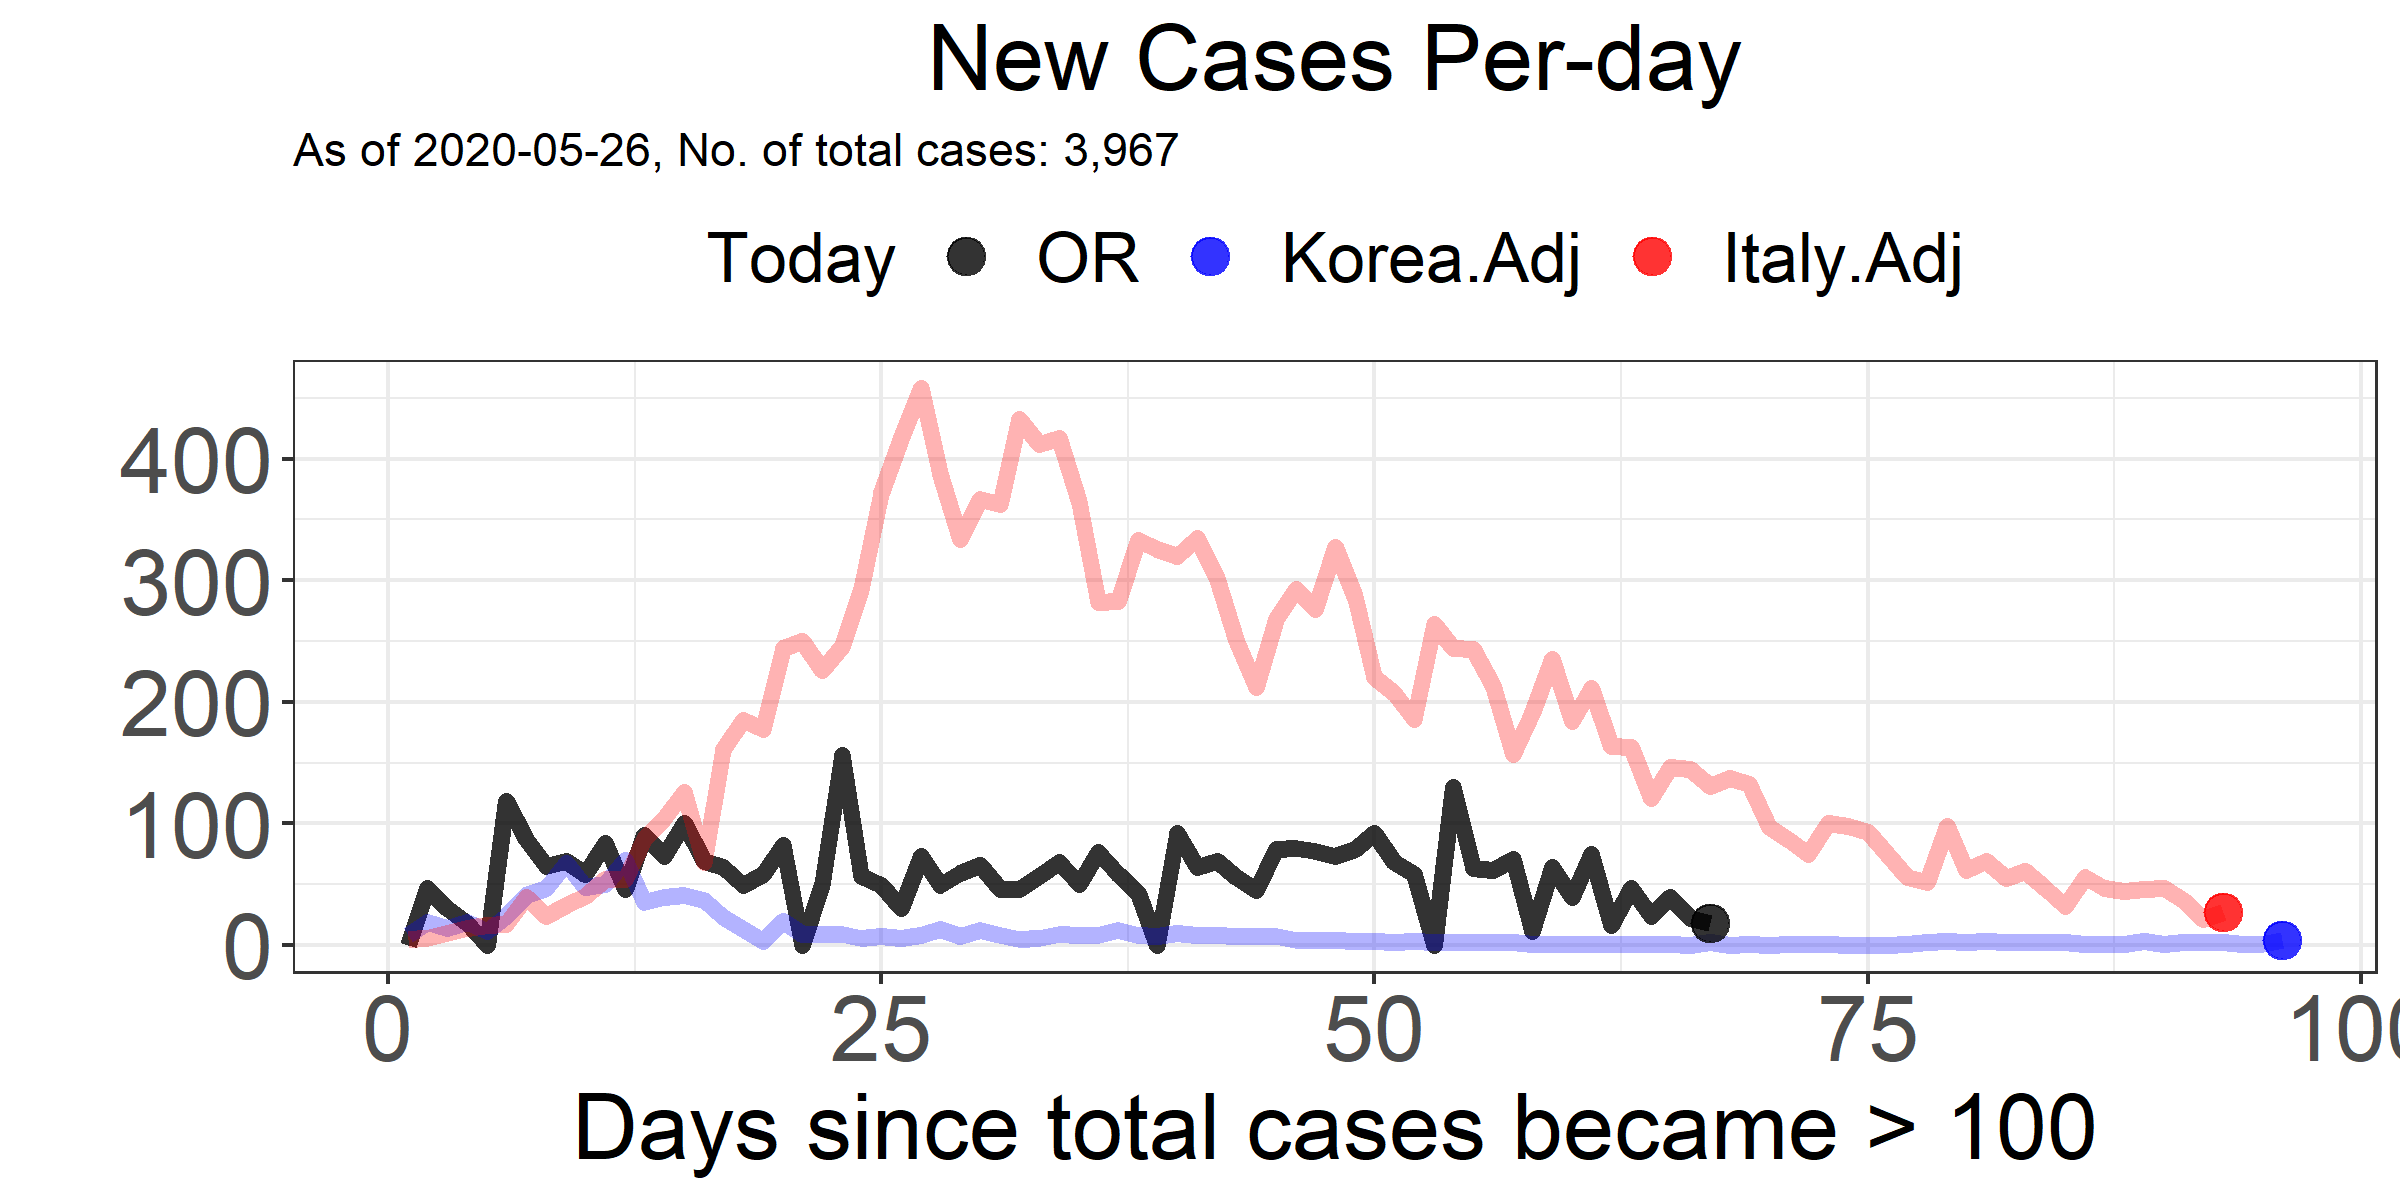 New Cases Per-day
As of 2020-05-26, No. of total cases: 3,967
Today OR Korea.Adj Italy.Adj
400
300
200
100
0
0 25 50 75 100
Days since total cases became > 100